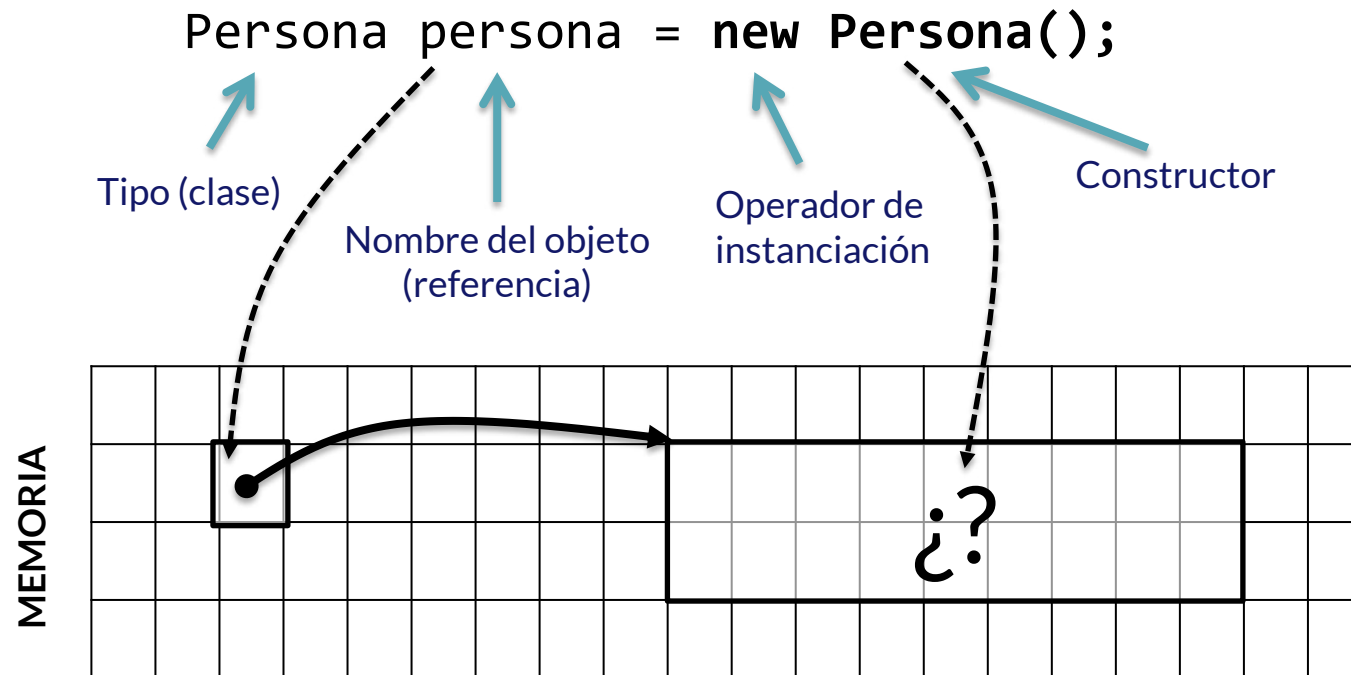 Persona persona = new Persona();
Tipo (clase)
Nombre del objeto
(referencia)
Operador de
instanciación
Constructor
MEMORIA
¿?